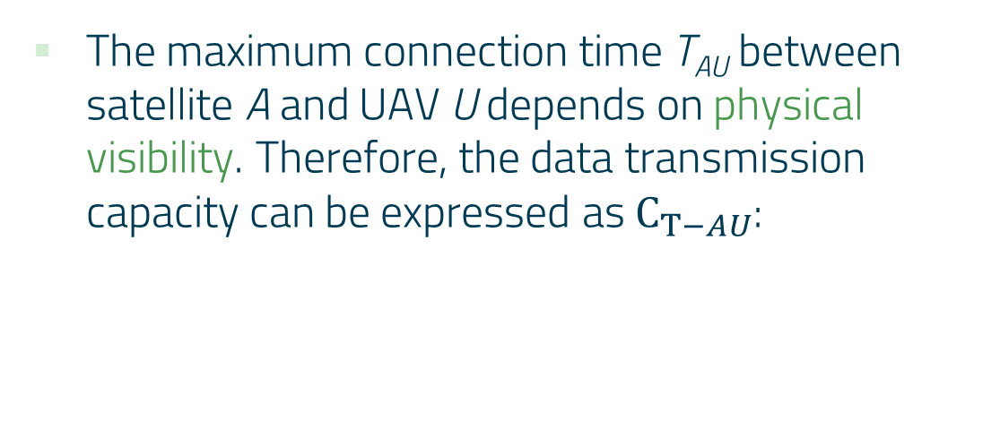 The maximum connection time T_AU between
satellite A and UAV U depends on physical
visibility. Therefore, the data transmission
capacity can be expressed as C_T−AU: